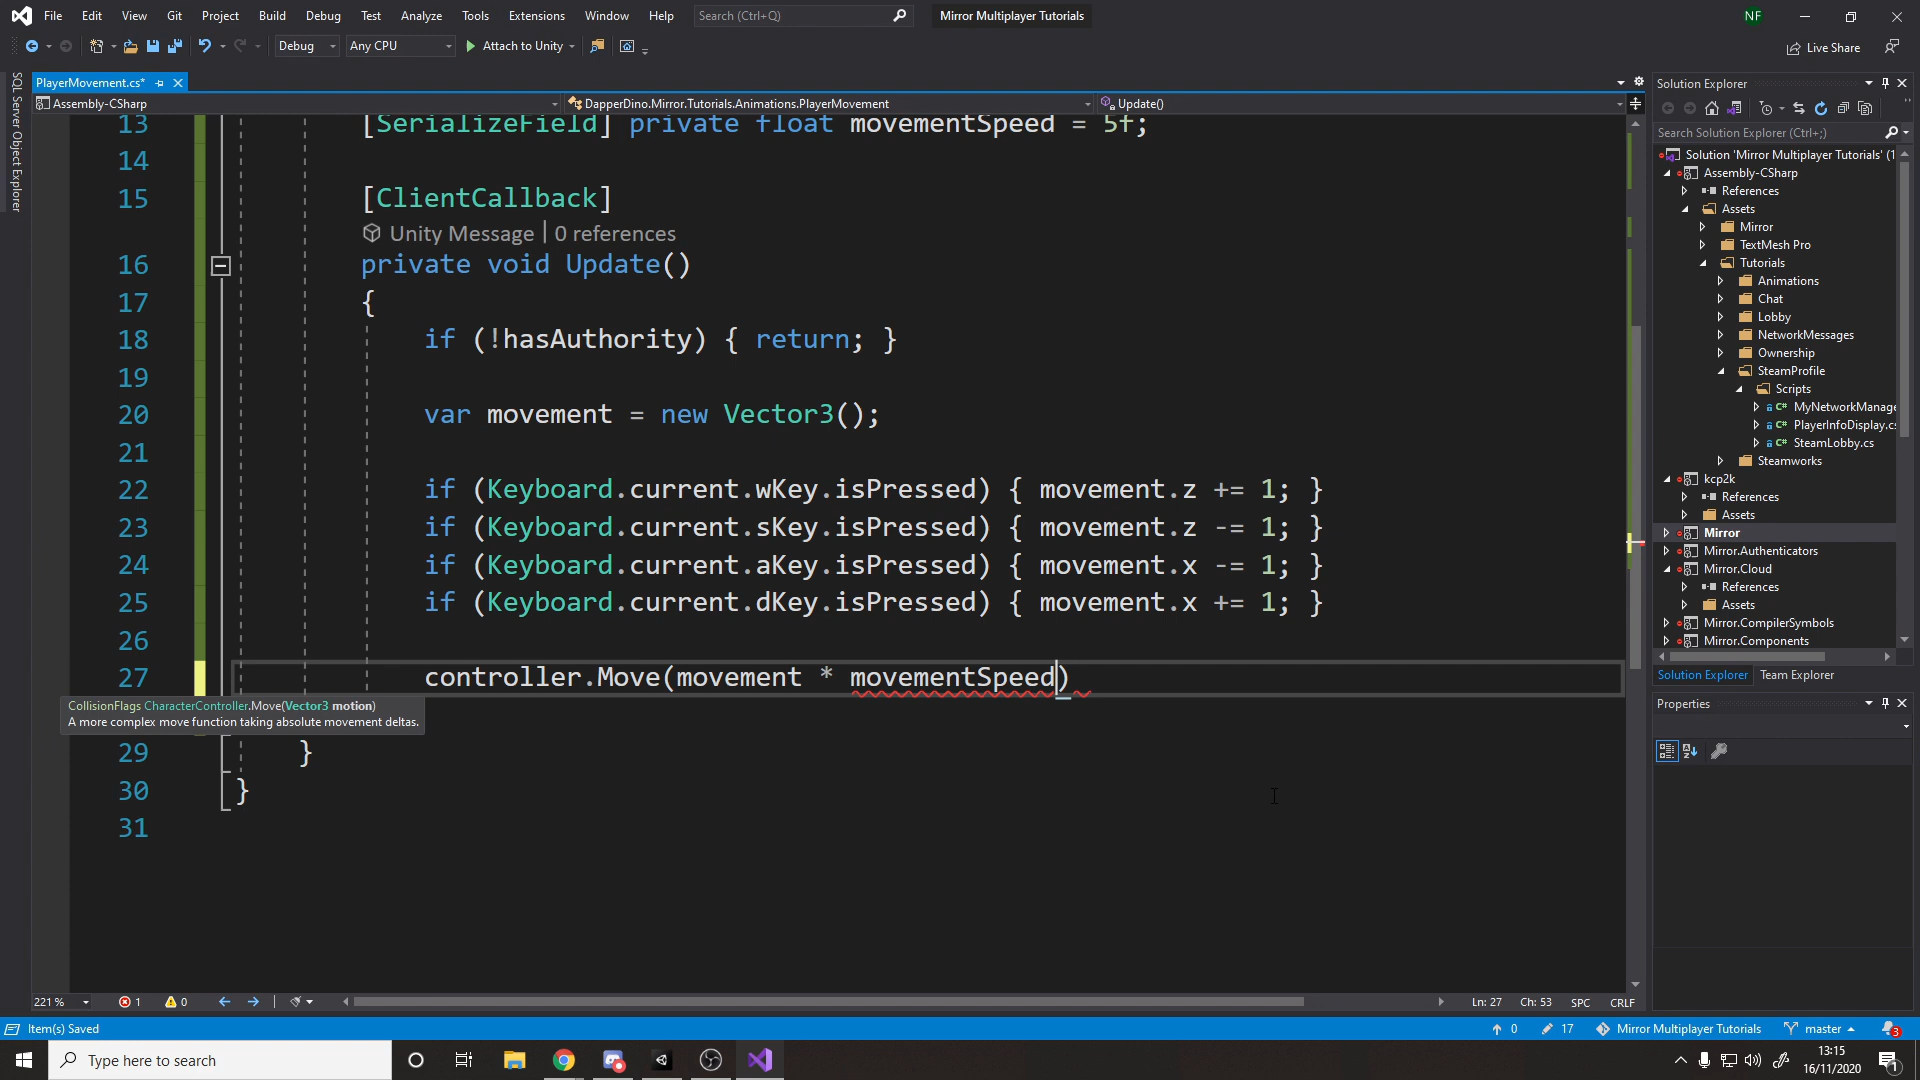 File Edit View Git Project Build Debug Test Analyze Tools Extensions Window Help Search (Ctrl+Q) Mirror Multiplayer Tutorials NF
Debug Any CPU Attach to Unity Live Share
SQL Server Object Explorer
PlayerMovement.cs*
Assembly-CSharp DapperDino.Mirror.Tutorials.Animations.PlayerMovement Update()
13 [SerializeField] private float movementSpeed = 5f;
14
15 [ClientCallback]
Unity Message | 0 references
16 private void Update()
17 {
18 if (!hasAuthority) { return; }
19
20 var movement = new Vector3();
21
22 if (Keyboard.current.wKey.isPressed) { movement.z += 1; }
23 if (Keyboard.current.sKey.isPressed) { movement.z -= 1; }
24 if (Keyboard.current.aKey.isPressed) { movement.x -= 1; }
25 if (Keyboard.current.dKey.isPressed) { movement.x += 1; }
26
27 controller.Move(movement * movementSpeed)
CollisionFlags CharacterController.Move(Vector3 motion)
A more complex move function taking absolute movement deltas.
29 }
30 }
31
Solution Explorer
Search Solution Explorer (Ctrl+;)
Solution 'Mirror Multiplayer Tutorials' (1
Assembly-CSharp
References
Assets
Mirror
TextMesh Pro
Tutorials
Animations
Chat
Lobby
NetworkMessages
Ownership
SteamProfile
Scripts
C# MyNetworkManage
C# PlayerInfoDisplay.cs
C# SteamLobby.cs
Steamworks
kcp2k
References
Assets
Mirror
Mirror.Authenticators
Mirror.Cloud
References
Assets
Mirror.CompilerSymbols
Mirror.Components
Solution Explorer Team Explorer
Properties
221 % 1 0 Ln: 27 Ch: 53 SPC CRLF
Item(s) Saved 0 17 Mirror Multiplayer Tutorials master 3
Type here to search 13:15
16/11/2020 1